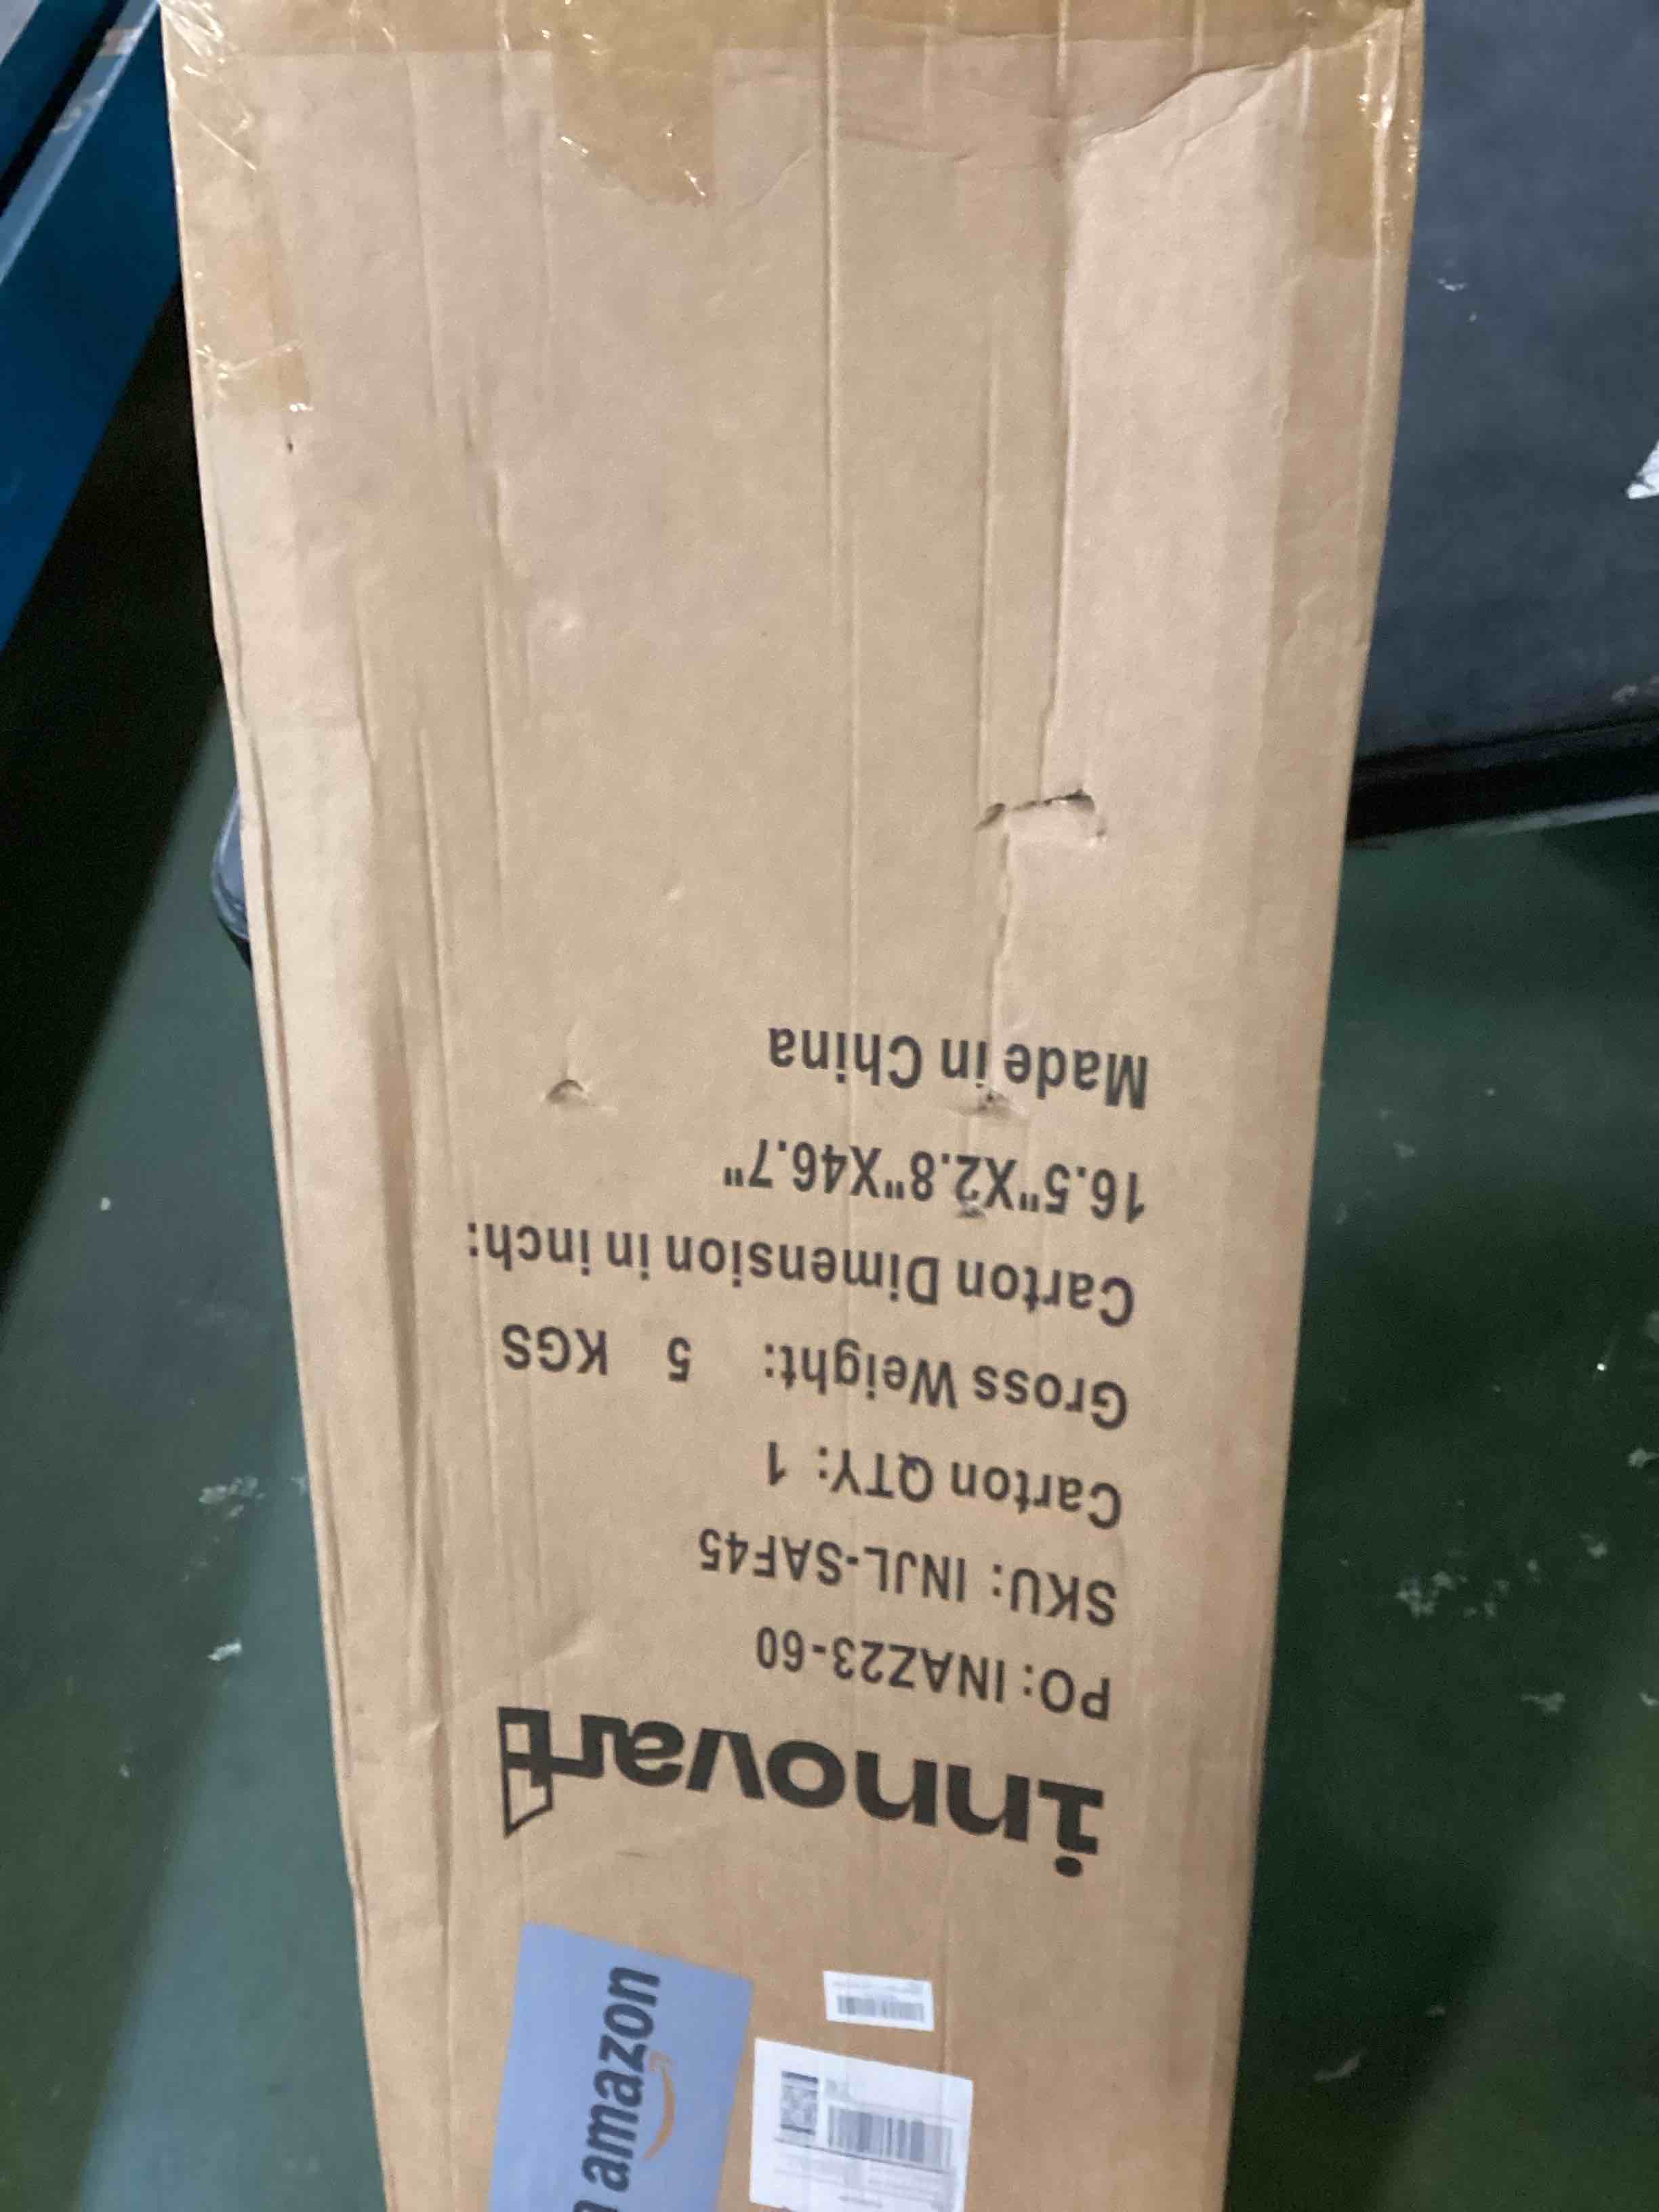 innovart
PO: INAZ23-60
SKU: INJL-SAF45
Carton QTY: 1
Gross Weight: 5 KGS
Carton Dimension in inch:
16.5"X2.8"X46.7"
Made in China
amazon